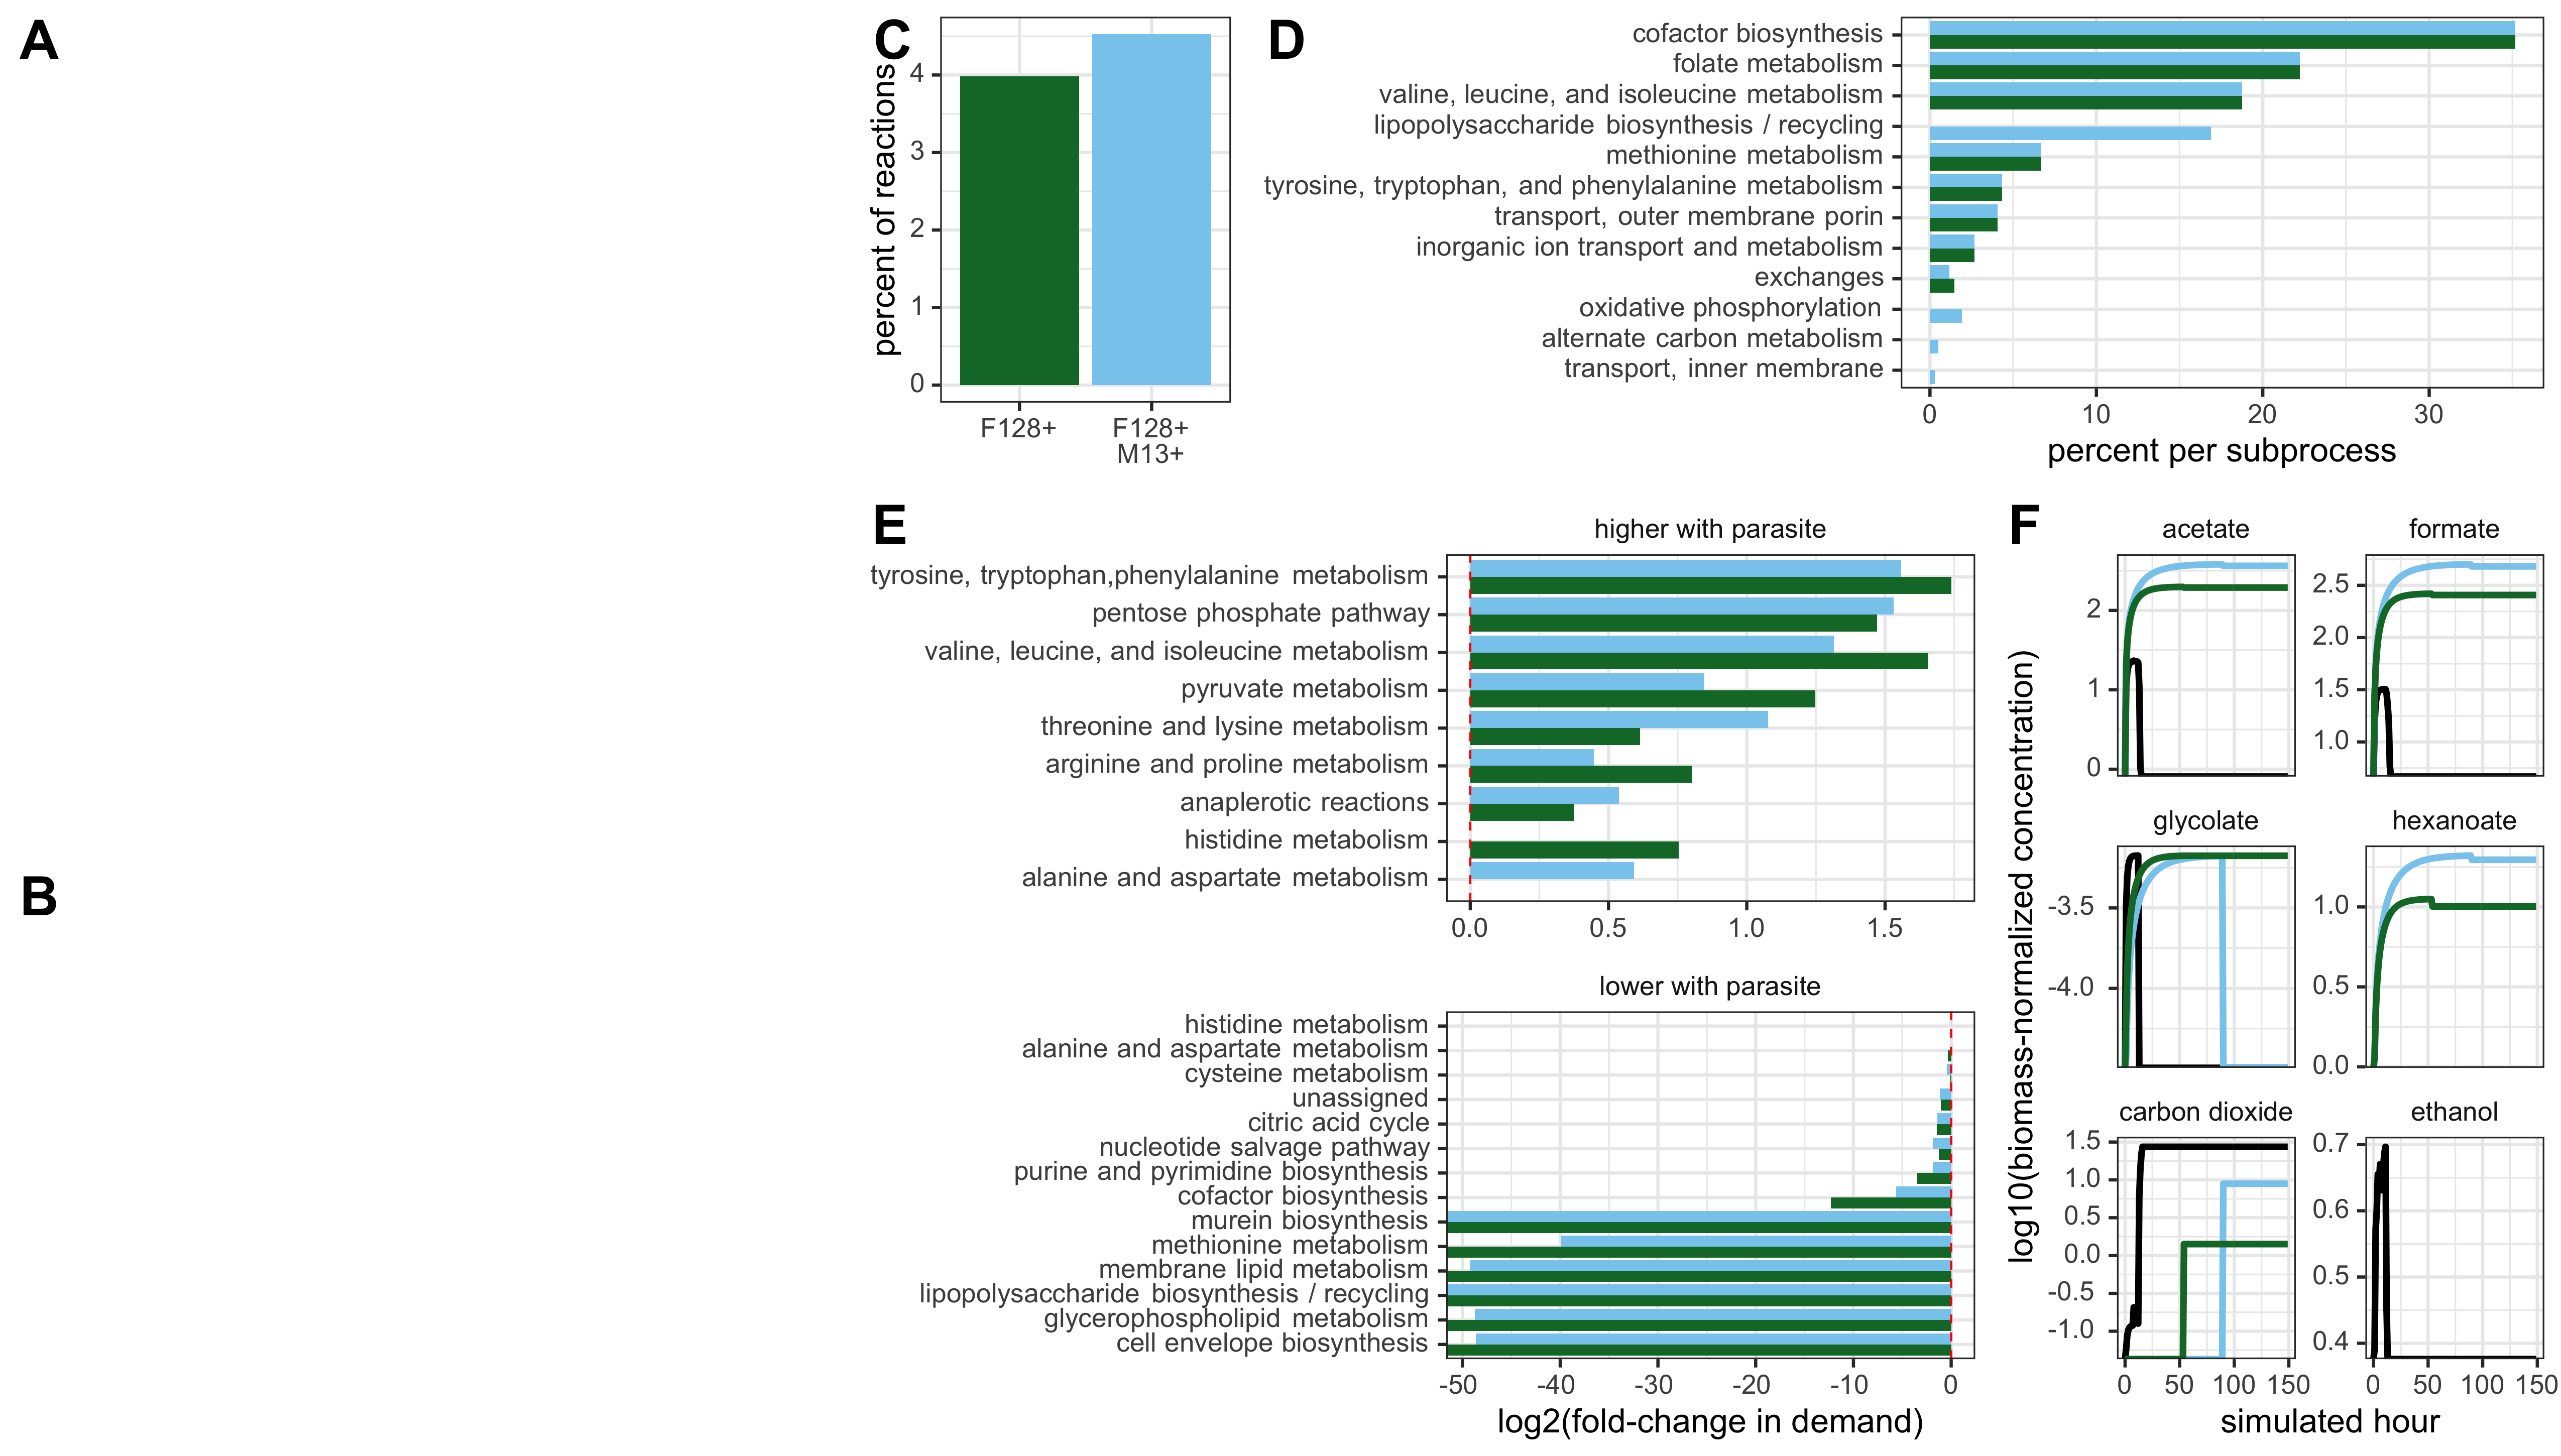 A
B
C
percent of reactions
4
3
2
1
0
F128+
F128+
M13+
D
cofactor biosynthesis
folate metabolism
valine, leucine, and isoleucine metabolism
lipopolysaccharide biosynthesis / recycling
methionine metabolism
tyrosine, tryptophan, and phenylalanine metabolism
transport, outer membrane porin
inorganic ion transport and metabolism
exchanges
oxidative phosphorylation
alternate carbon metabolism
transport, inner membrane
0 10 20 30
percent per subprocess
E
higher with parasite
tyrosine, tryptophan,phenylalanine metabolism
pentose phosphate pathway
valine, leucine, and isoleucine metabolism
pyruvate metabolism
threonine and lysine metabolism
arginine and proline metabolism
anaplerotic reactions
histidine metabolism
alanine and aspartate metabolism
0.0 0.5 1.0 1.5
lower with parasite
histidine metabolism
alanine and aspartate metabolism
cysteine metabolism
unassigned
citric acid cycle
nucleotide salvage pathway
purine and pyrimidine biosynthesis
cofactor biosynthesis
murein biosynthesis
methionine metabolism
membrane lipid metabolism
lipopolysaccharide biosynthesis / recycling
glycerophospholipid metabolism
cell envelope biosynthesis
-50 -40 -30 -20 -10 0
log2(fold-change in demand)
F
log10(biomass-normalized concentration)
acetate
2
1
0
formate
2.5
2.0
1.5
1.0
glycolate
-3.5
-4.0
hexanoate
1.0
0.5
0.0
carbon dioxide
1.5
1.0
0.5
0.0
-0.5
-1.0
0 50 100 150
ethanol
0.7
0.6
0.5
0.4
0 50 100 150
simulated hour